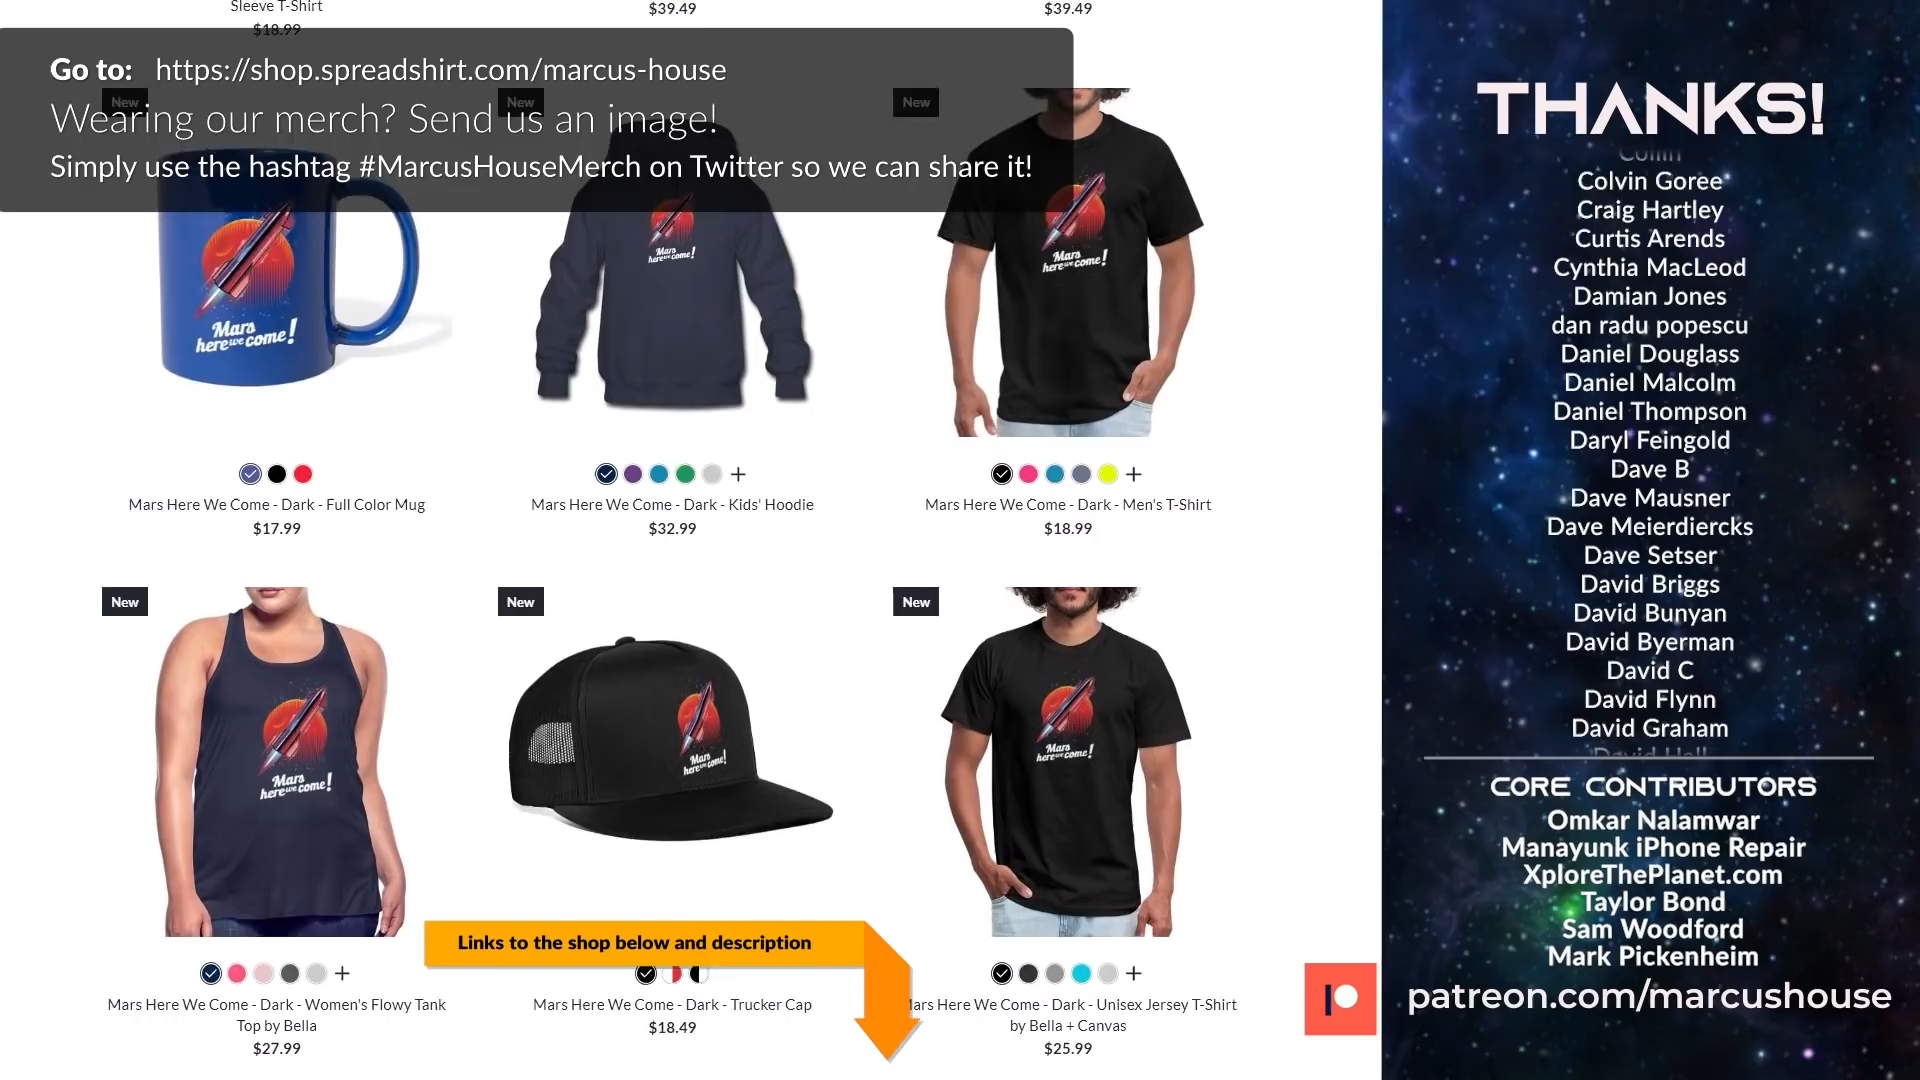 Sleeve T-Shirt
$18.99
$39.49
$39.49
Go to: https://shop.spreadshirt.com/marcus-house
Wearing our merch? Send us an image!
Simply use the hashtag #MarcusHouseMerch on Twitter so we can share it!
New
New
New
Mars
here we come!
Mars
here we come!
Mars
here we come!
Mars Here We Come - Dark - Full Color Mug
$17.99
Mars Here We Come - Dark - Kids' Hoodie
$32.99
Mars Here We Come - Dark - Men's T-Shirt
$18.99
New
New
New
Mars
here we come!
Mars
here we come!
Mars
here we come!
Links to the shop below and description
Mars Here We Come - Dark - Women's Flowy Tank
Top by Bella
$27.99
Mars Here We Come - Dark - Trucker Cap
$18.49
Mars Here We Come - Dark - Unisex Jersey T-Shirt
by Bella + Canvas
$25.99
THANKS!
Collin
Colvin Goree
Craig Hartley
Curtis Arends
Cynthia MacLeod
Damian Jones
dan radu popescu
Daniel Douglass
Daniel Malcolm
Daniel Thompson
Daryl Feingold
Dave B
Dave Mausner
Dave Meierdiercks
Dave Setser
David Briggs
David Bunyan
David Byerman
David C
David Flynn
David Graham
David Hall
CORE CONTRIBUTORS
Omkar Nalamwar
Manayunk iPhone Repair
XploreThePlanet.com
Taylor Bond
Sam Woodford
Mark Pickenheim
patreon.com/marcushouse